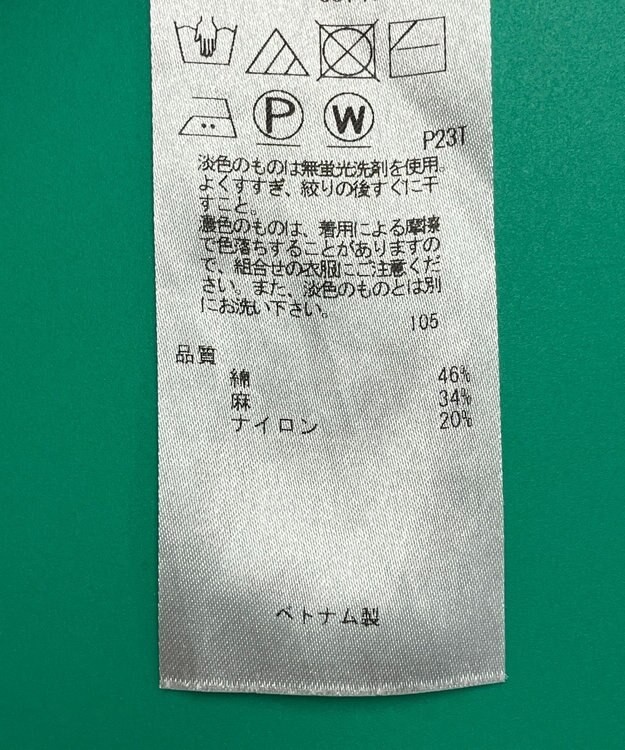 P
W
P23T
淡色のものは無蛍光洗剤を使用。
よくすすぎ、絞りの後すぐに干
すこと。
濃色のものは、着用による摩擦
で色落ちすることがありますの
で、組合せの衣服にご注意くだ
さい。また、淡色のものとは別
にお洗い下さい。
105
品質
綿 46%
麻 34%
ナイロン 20%
ベトナム製